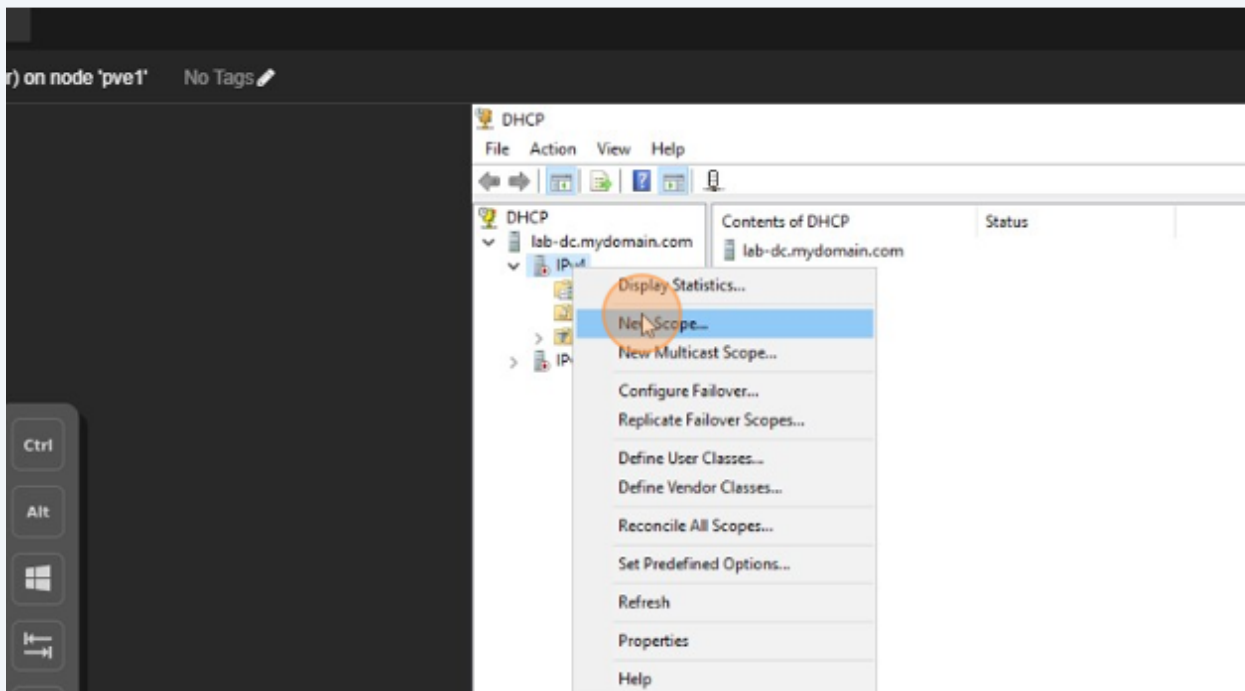 r) on node 'pve1' No Tags
DHCP
File Action View Help
DHCP
Contents of DHCP Status
lab-dc.mydomain.com
lab-dc.mydomain.com
IPv4
Display Statistics...
New Scope...
New Multicast Scope...
IP
Configure Failover...
Replicate Failover Scopes...
Define User Classes...
Define Vendor Classes...
Reconcile All Scopes...
Set Predefined Options...
Refresh
Properties
Help
Ctrl
Alt